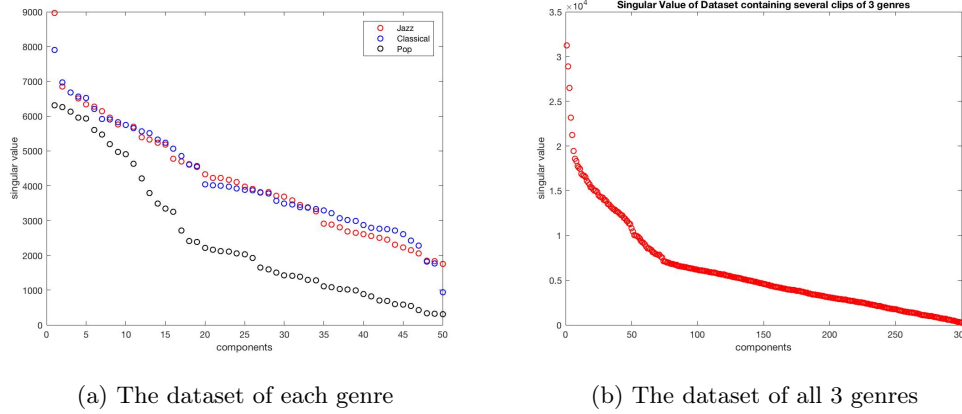 9000
8000
7000
6000
5000
4000
3000
2000
1000
0
singular value
Jazz
Classical
Pop
0 5 10 15 20 25 30 35 40 45 50
components
(a) The dataset of each genre
Singular Value of Dataset containing several clips of 3 genres
×10⁴
3.5
3
2.5
2
1.5
1
0.5
0
singular value
0 50 100 150 200 250 300
components
(b) The dataset of all 3 genres